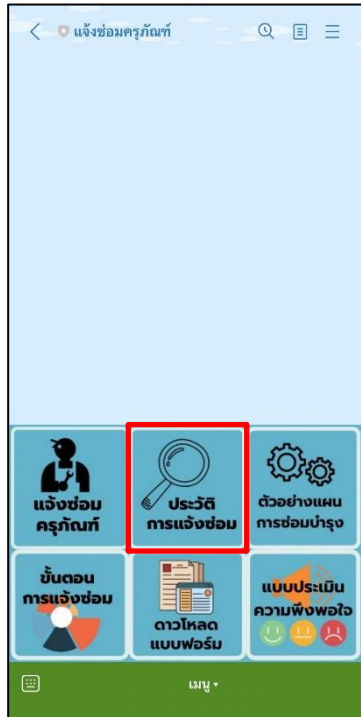 แจ้งซ่อมครุภัณฑ์
แจ้งซ่อม
ครุภัณฑ์
ประวัติ
การแจ้งซ่อม
ตัวอย่างแผน
การซ่อมบำรุง
ขั้นตอน
การแจ้งซ่อม
ดาวโหลด
แบบฟอร์ม
แบบประเมิน
ความพึงพอใจ
เมนู